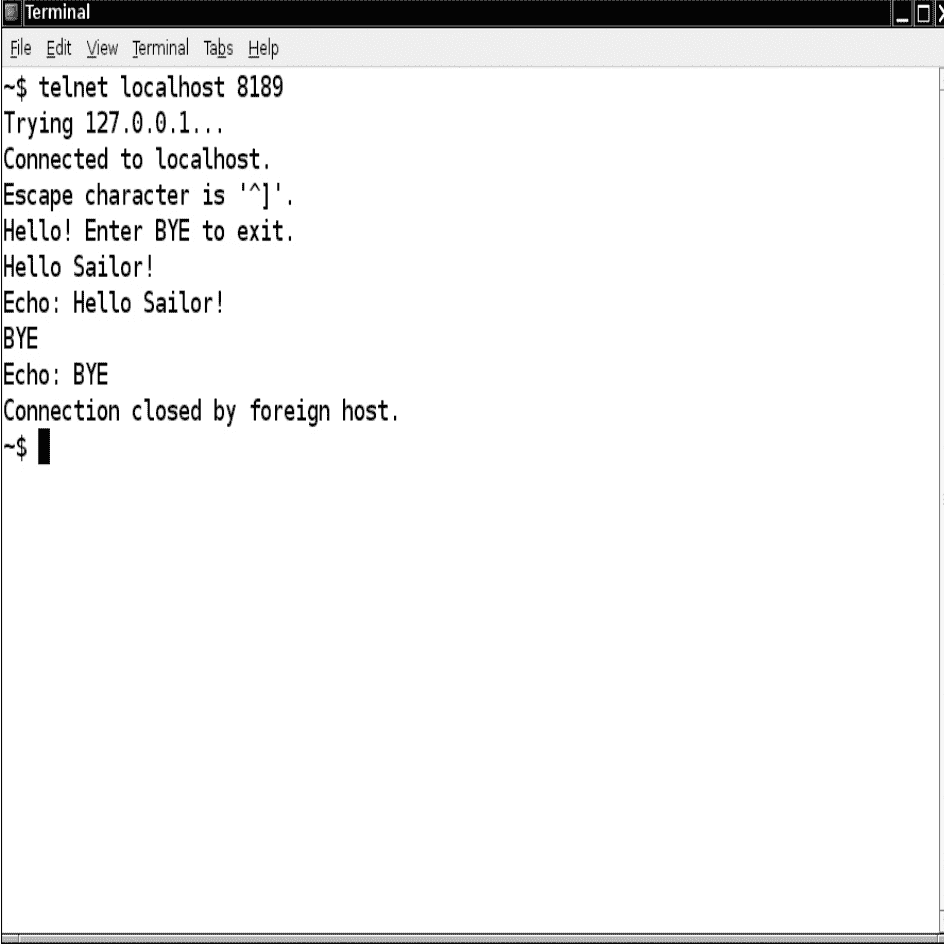 Terminal
File Edit View Terminal Tabs Help
~$ telnet localhost 8189
Trying 127.0.0.1...
Connected to localhost.
Escape character is '^]'.
Hello! Enter BYE to exit.
Hello Sailor!
Echo: Hello Sailor!
BYE
Echo: BYE
Connection closed by foreign host.
~$